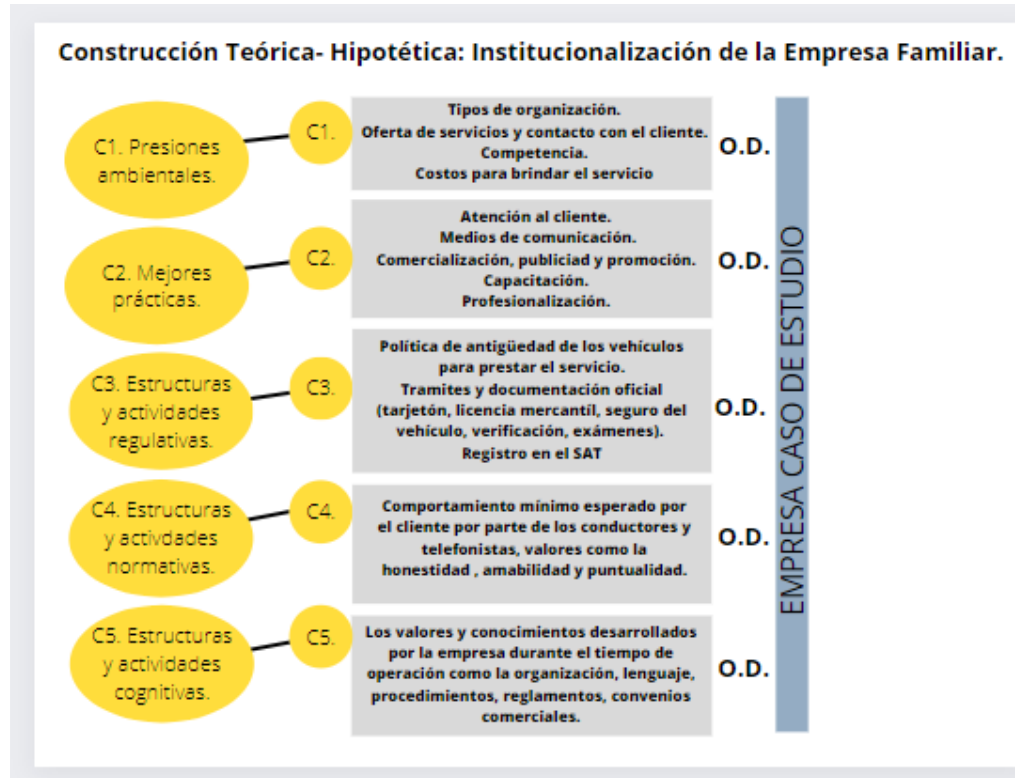 Construcción Teórica- Hipotética: Institucionalización de la Empresa Familiar.
C1. Presiones
ambientales.
C1.
Tipos de organización.
Oferta de servicios y contacto con el cliente.
Competencia.
Costos para brindar el servicio
O.D.
C2. Mejores
prácticas.
C2.
Atención al cliente.
Medios de comunicación.
Comercialización, publiciad y promoción.
Capacitación.
Profesionalización.
O.D.
C3. Estructuras
y actividades
regulativas.
C3.
Política de antigüedad de los vehículos
para prestar el servicio.
Tramites y documentación oficial
(tarjetón, licencia mercantíl, seguro del
vehículo, verificación, exámenes).
Registro en el SAT
O.D.
C4. Estructuras
y activdades
normativas.
C4.
Comportamiento mínimo esperado por
el cliente por parte de los conductores y
telefonistas, valores como la
honestidad , amabilidad y puntualidad.
O.D.
C5. Estructuras
y actividades
cognitivas.
C5.
Los valores y conocimientos desarrollados
por la empresa durante el tiempo de
operación como la organización, lenguaje,
procedimientos, reglamentos, convenios
comerciales.
O.D.
EMPRESA CASO DE ESTUDIO